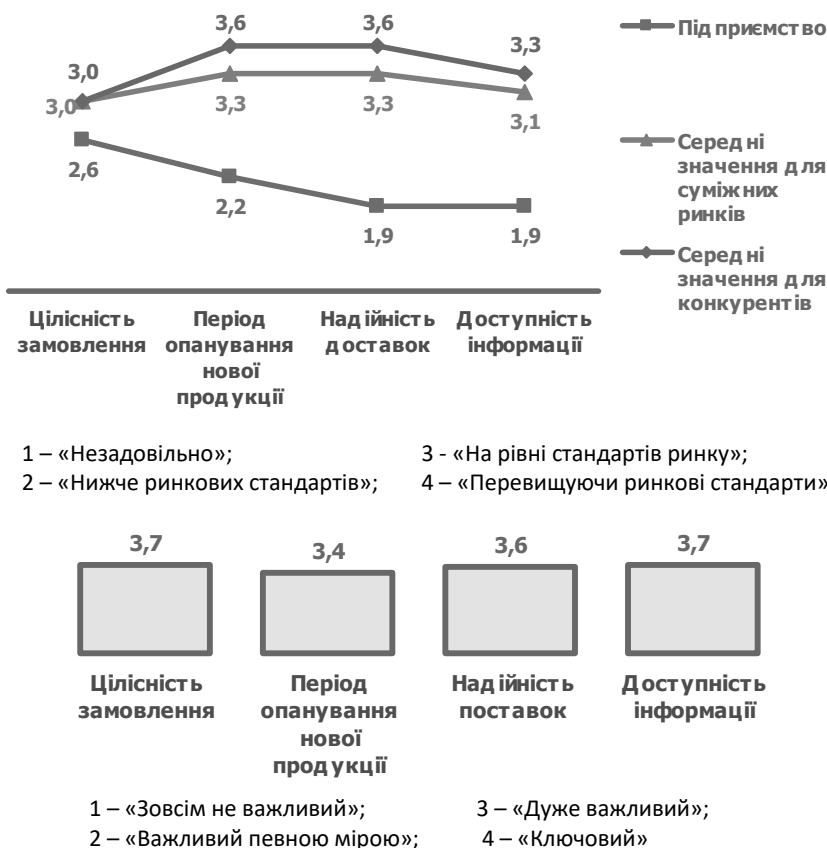 3,6
3,6
3,3
3,0
3,0
3,3
3,3
3,1
2,6
2,2
1,9
1,9
Підприємство
Середні
значення для
суміжних
ринків
Середні
значення для
конкурентів
Цілісність
замовлення
Період
опанування
нової
продукції
Надійність
доставок
Доступність
інформації
1 – «Незадовільно»;
3 - «На рівні стандартів ринку»;
2 – «Нижче ринкових стандартів»;
4 – «Перевищуючи ринкові стандарти»
3,7
3,4
3,6
3,7
Цілісність
замовлення
Період
опанування
нової
продукції
Надійність
поставок
Доступність
інформації
1 – «Зовсім не важливий»;
3 – «Дуже важливий»;
2 – «Важливий певною мірою»;
4 – «Ключовий»